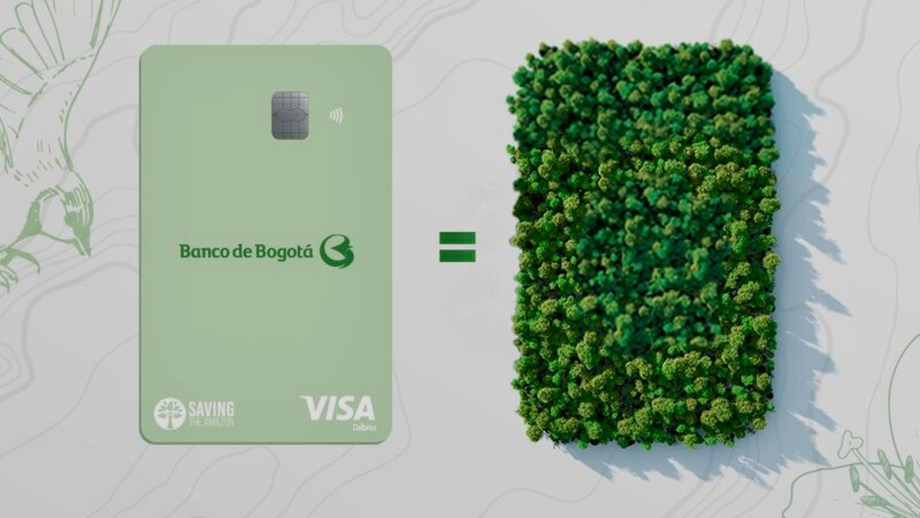 Banco de Bogotá
=
SAVING
THE AMAZON
VISA
Débito